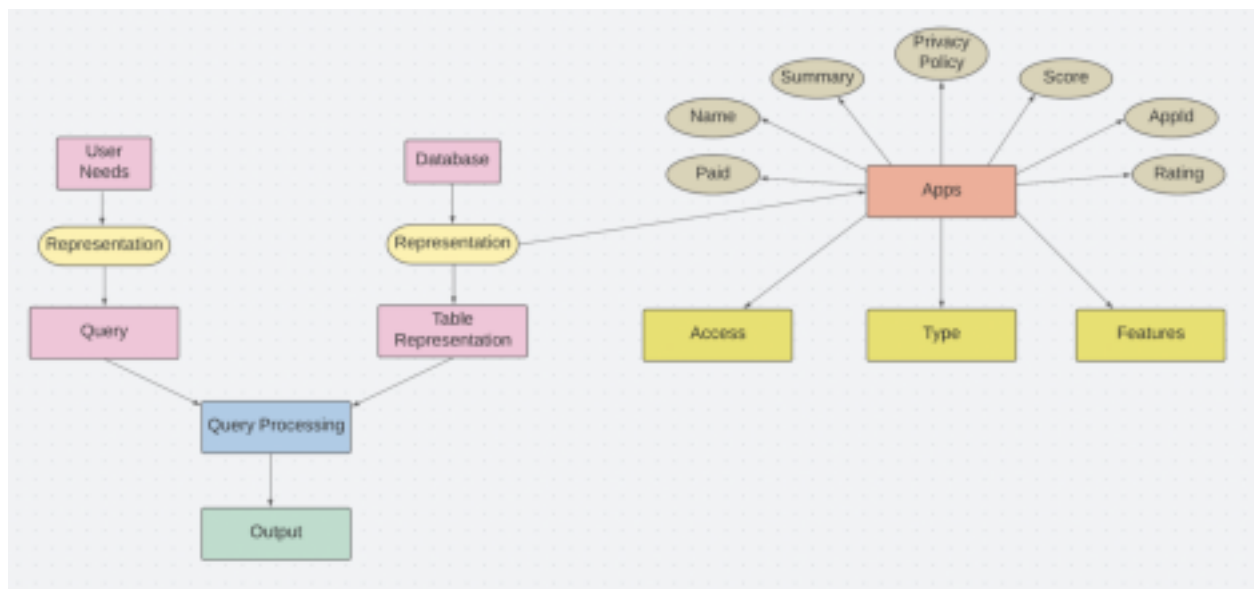 Privacy
Policy
Summary
Score
Name
AppId
User
Needs
Database
Paid
Apps
Rating
Representation
Representation
Query
Table
Representation
Access
Type
Features
Query Processing
Output